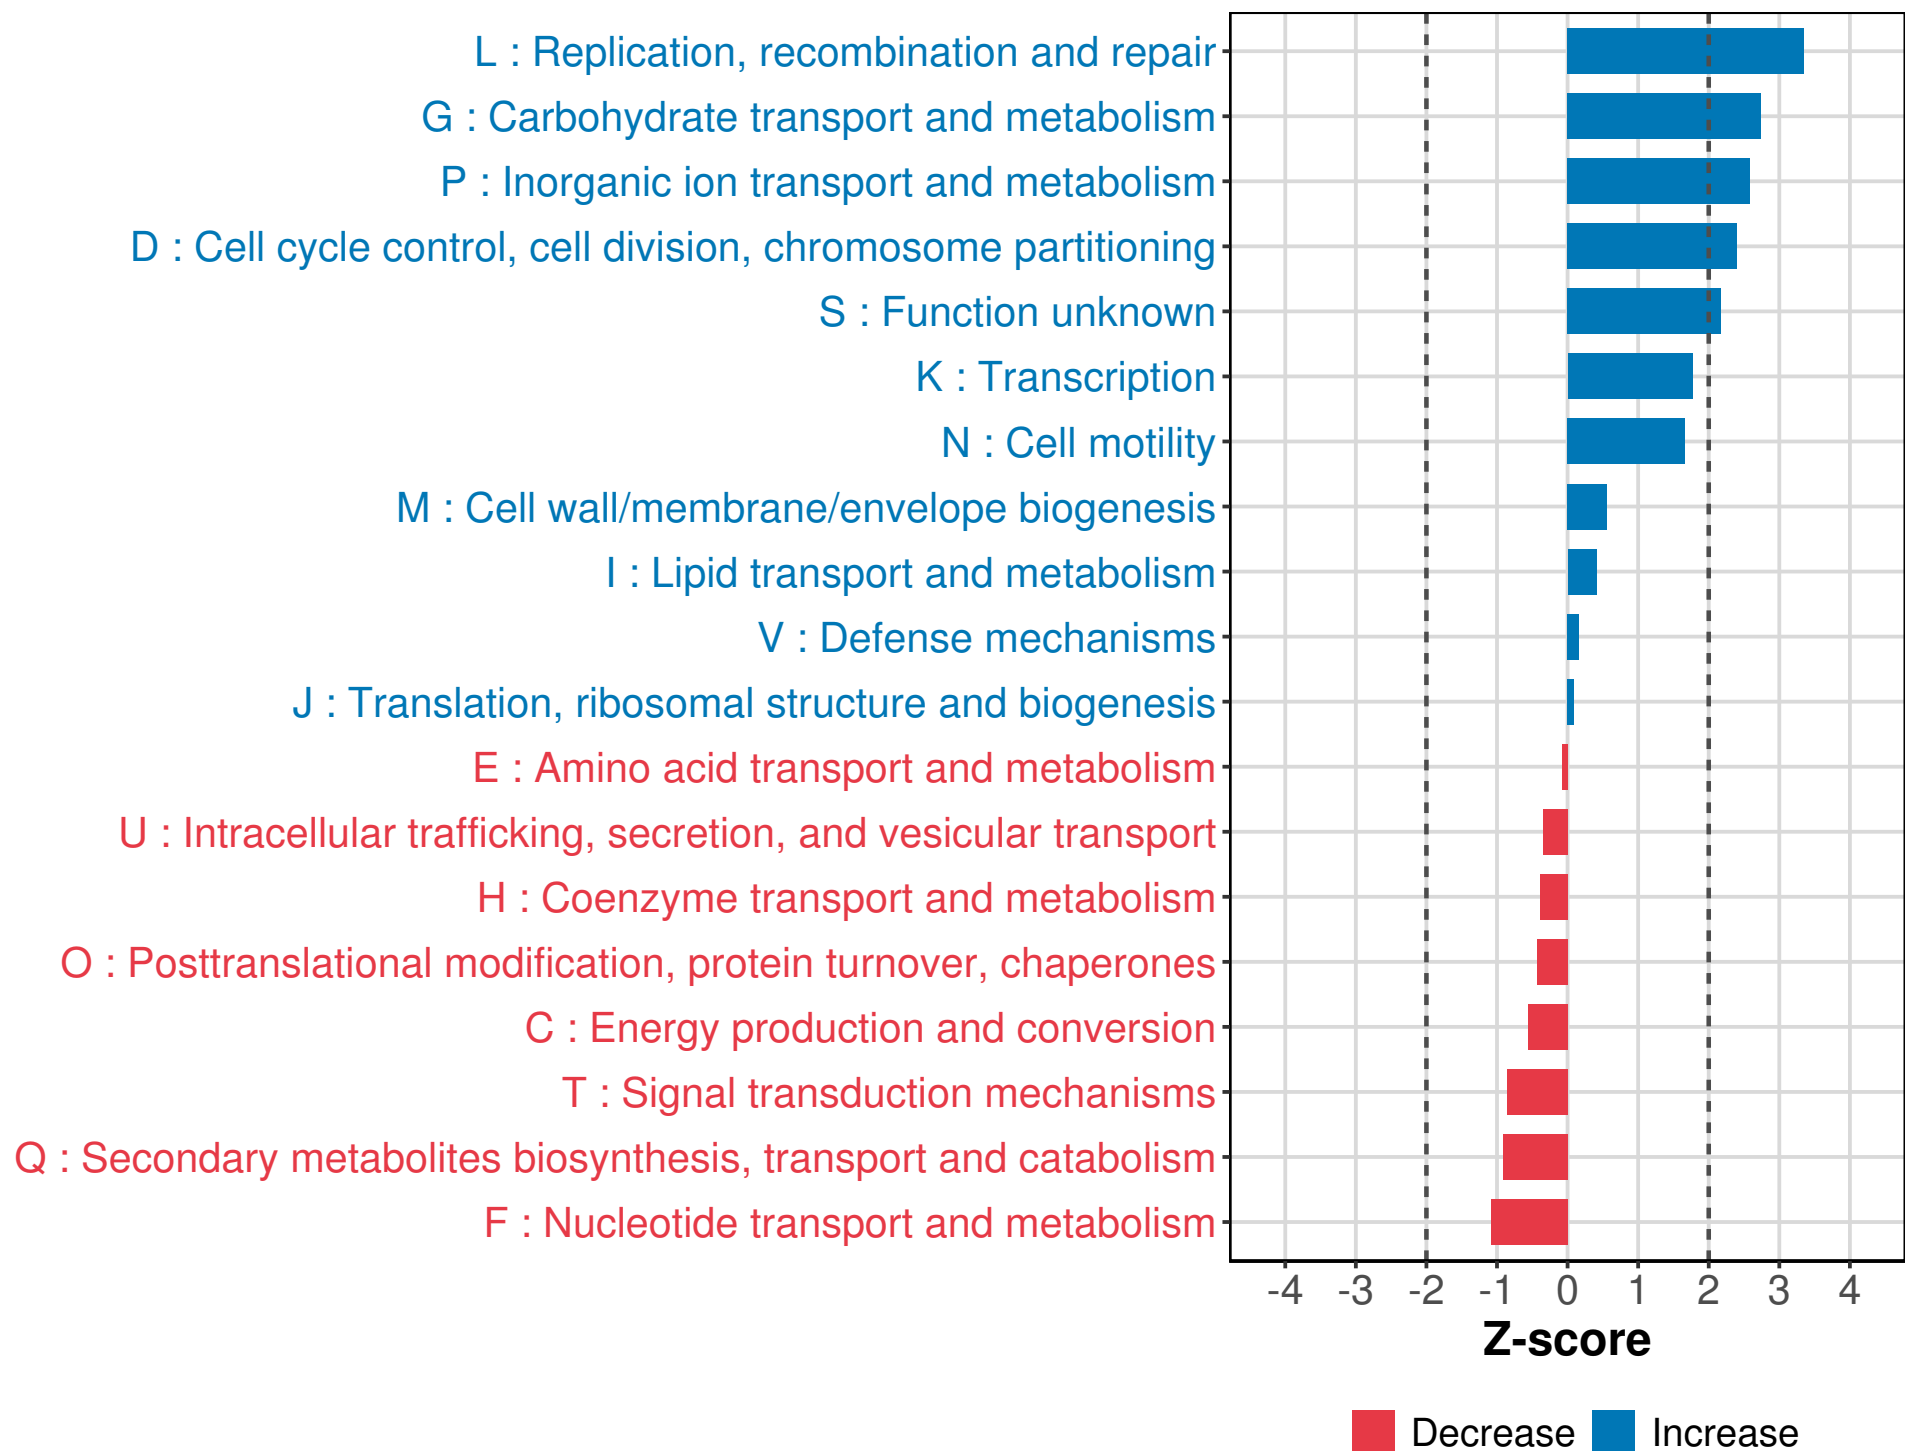 L : Replication, recombination and repair
G : Carbohydrate transport and metabolism
P : Inorganic ion transport and metabolism
D : Cell cycle control, cell division, chromosome partitioning
S : Function unknown
K : Transcription
N : Cell motility
M : Cell wall/membrane/envelope biogenesis
I : Lipid transport and metabolism
V : Defense mechanisms
J : Translation, ribosomal structure and biogenesis
E : Amino acid transport and metabolism
U : Intracellular trafficking, secretion, and vesicular transport
H : Coenzyme transport and metabolism
O : Posttranslational modification, protein turnover, chaperones
C : Energy production and conversion
T : Signal transduction mechanisms
Q : Secondary metabolites biosynthesis, transport and catabolism
F : Nucleotide transport and metabolism
-4 -3 -2 -1 0 1 2 3 4
Z-score
Decrease Increase